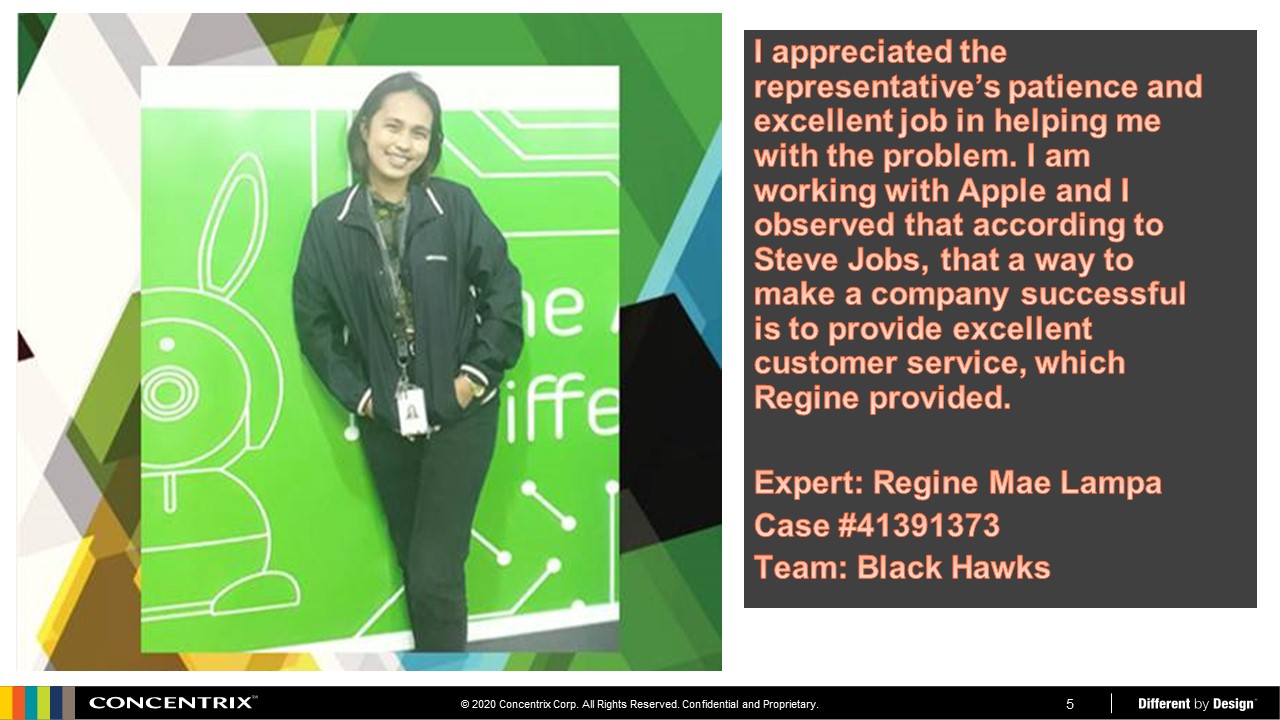 I appreciated the
representative’s patience and
excellent job in helping me
with the problem. I am
working with Apple and I
observed that according to
Steve Jobs, that a way to
make a company successful
is to provide excellent
customer service, which
Regine provided.
Expert: Regine Mae Lampa
Case #41391373
Team: Black Hawks
ne
iffe
CONCENTRIX
© 2020 Concentrix Corp. All Rights Reserved. Confidential and Proprietary.
5
Different by Design